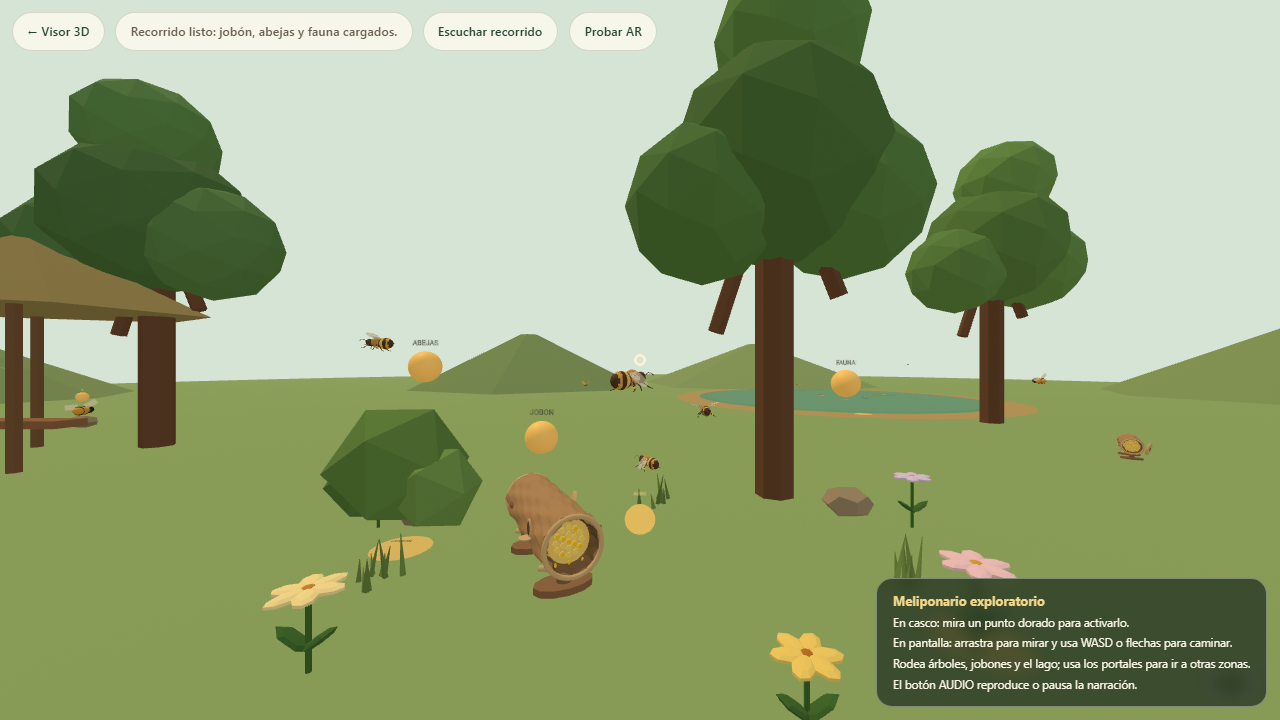 ← Visor 3D
Recorrido listo: jobón, abejas y fauna cargados.
Escuchar recorrido
Probar AR
ABEJAS
FAUNA
JOBON
Meliponario exploratorio
En casco: mira un punto dorado para activarlo.
En pantalla: arrastra para mirar y usa WASD o flechas para caminar.
Rodea árboles, jobones y el lago; usa los portales para ir a otras zonas.
El botón AUDIO reproduce o pausa la narración.